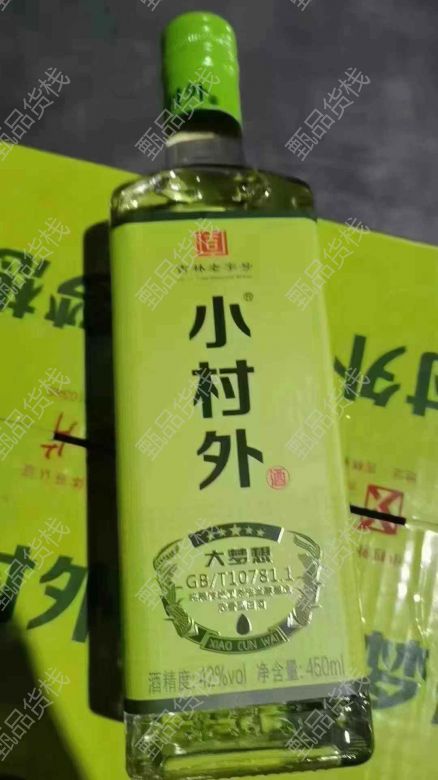 村外
吉林老字号
小村外®
酒
大梦想
GB/T10781.1
XIAO CUN WAI
酒精度:42%vol 净含量:450ml
甄品货栈